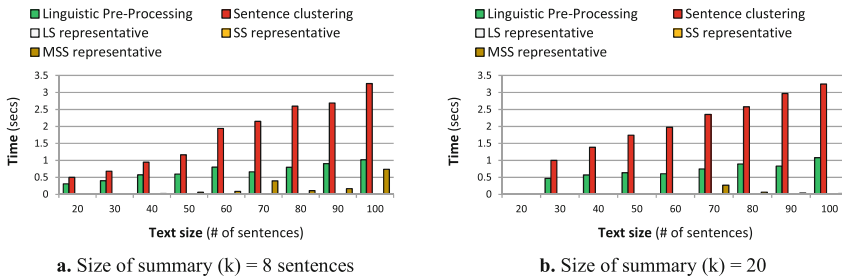 Linguistic Pre-Processing Sentence clustering
LS representative SS representative
MSS representative
3.5
3
2.5
2
1.5
1
0.5
0
Time (secs)
20 30 40 50 60 70 80 90 100
Text size (# of sentences)
a. Size of summary (k) = 8 sentences
Linguistic Pre-Processing Sentence clustering
LS representative SS representative
MSS representative
3.5
3
2.5
2
1.5
1
0.5
0
Time (secs)
20 30 40 50 60 70 80 90 100
Text size (# of sentences)
b. Size of summary (k) = 20